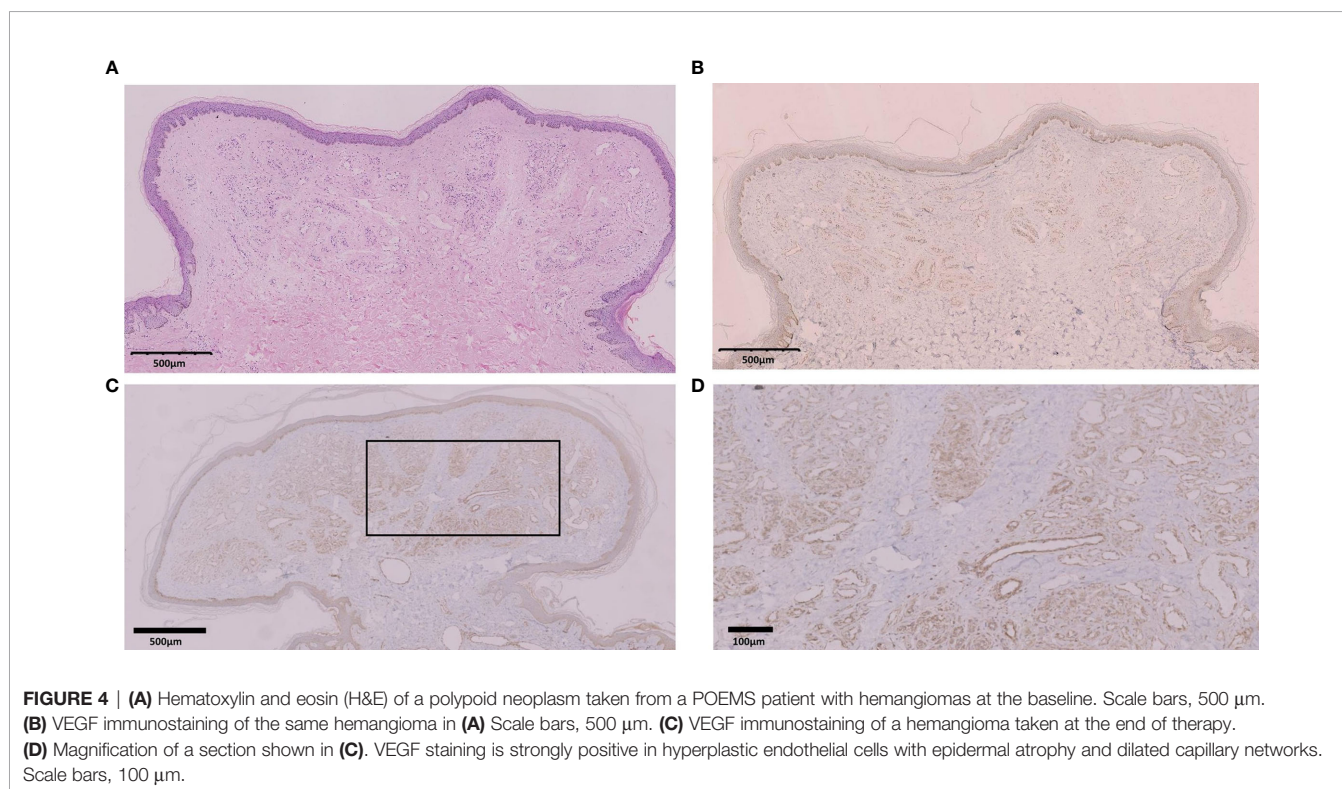 A
B
500µm
500µm
C
D
500µm
100µm
FIGURE 4 | (A) Hematoxylin and eosin (H&E) of a polypoid neoplasm taken from a POEMS patient with hemangiomas at the baseline. Scale bars, 500 µm.
(B) VEGF immunostaining of the same hemangioma in (A) Scale bars, 500 µm. (C) VEGF immunostaining of a hemangioma taken at the end of therapy.
(D) Magnification of a section shown in (C). VEGF staining is strongly positive in hyperplastic endothelial cells with epidermal atrophy and dilated capillary networks.
Scale bars, 100 µm.